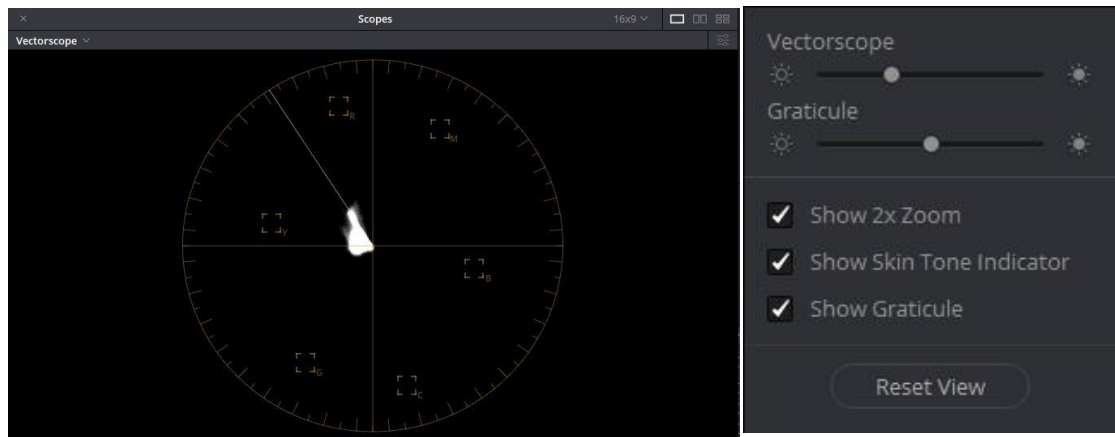 Scopes
16x9
Vectorscope
R
M
Y
B
G
C
Vectorscope
Graticule
Show 2x Zoom
Show Skin Tone Indicator
Show Graticule
Reset View